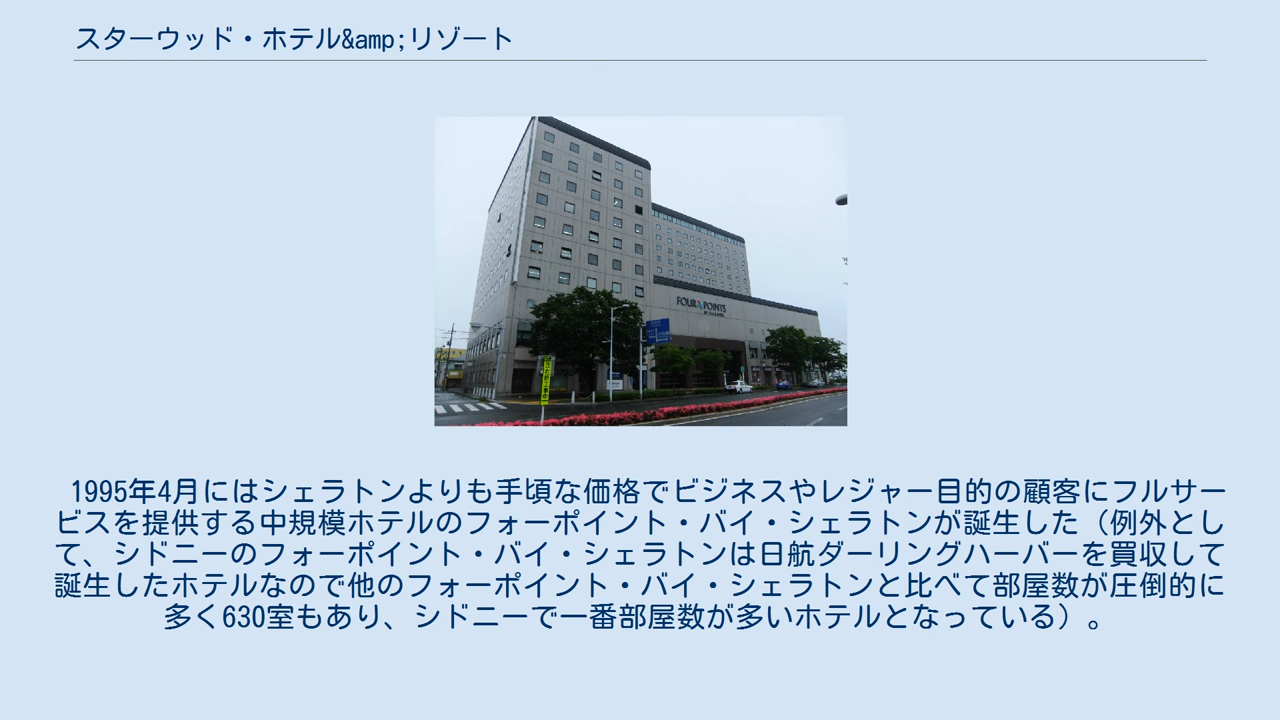 スターウッド・ホテル&amp;リゾート
FOUR POINTS
1995年4月にはシェラトンよりも手頃な価格でビジネスやレジャー目的の顧客にフルサー
ビスを提供する中規模ホテルのフォーポイント・バイ・シェラトンが誕生した（例外とし
て、シドニーのフォーポイント・バイ・シェラトンは日航ダーリングハーバーを買収して
誕生したホテルなので他のフォーポイント・バイ・シェラトンと比べて部屋数が圧倒的に
多く630室もあり、シドニーで一番部屋数が多いホテルとなっている）。